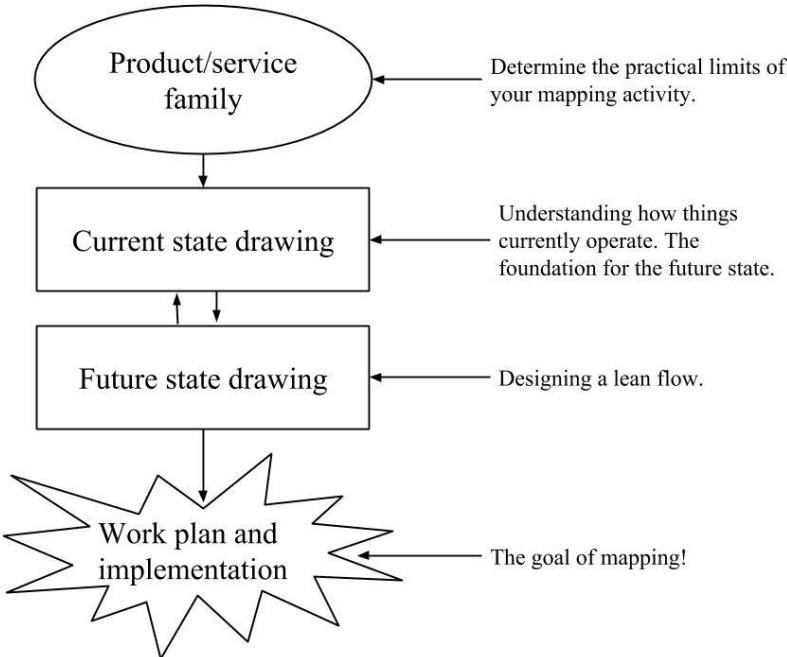 Product/service
family
Determine the practical limits of
your mapping activity.
Current state drawing
Understanding how things
currently operate. The
foundation for the future state.
Future state drawing
Designing a lean flow.
Work plan and
implementation
The goal of mapping!